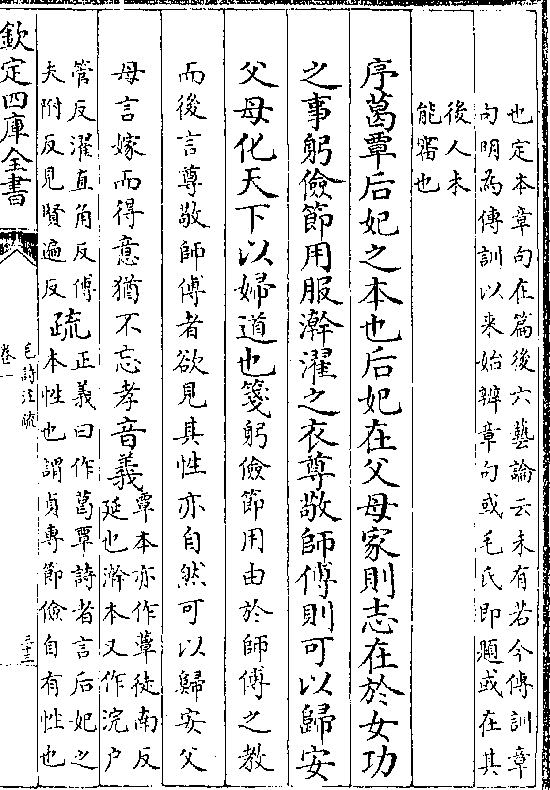 也定本章句在篇後六藝論云未有若今傳訓章
句明為傳訓以来始辨章句或毛氏即題或在其
後人未
能審也
序葛覃后妃之本也后妃在父母家則志在於女功
之事躬儉節用服澣濯之衣尊敬師傅則可以歸安
父母化天下以婦道也箋躬儉節用由於師傅之教
而後言尊敬師傅者欲見其性亦自然可以歸安父
母言嫁而得意猶不忘孝音義覃本亦作蕈徒南反
延也澣本又作浣户
管反濯直角反傅
夫附反見賢遍反疏正義曰作葛覃詩者言后妃之
本性也謂貞專節儉自有性也
欽定四庫全書
毛詩注疏
卷一
三十三